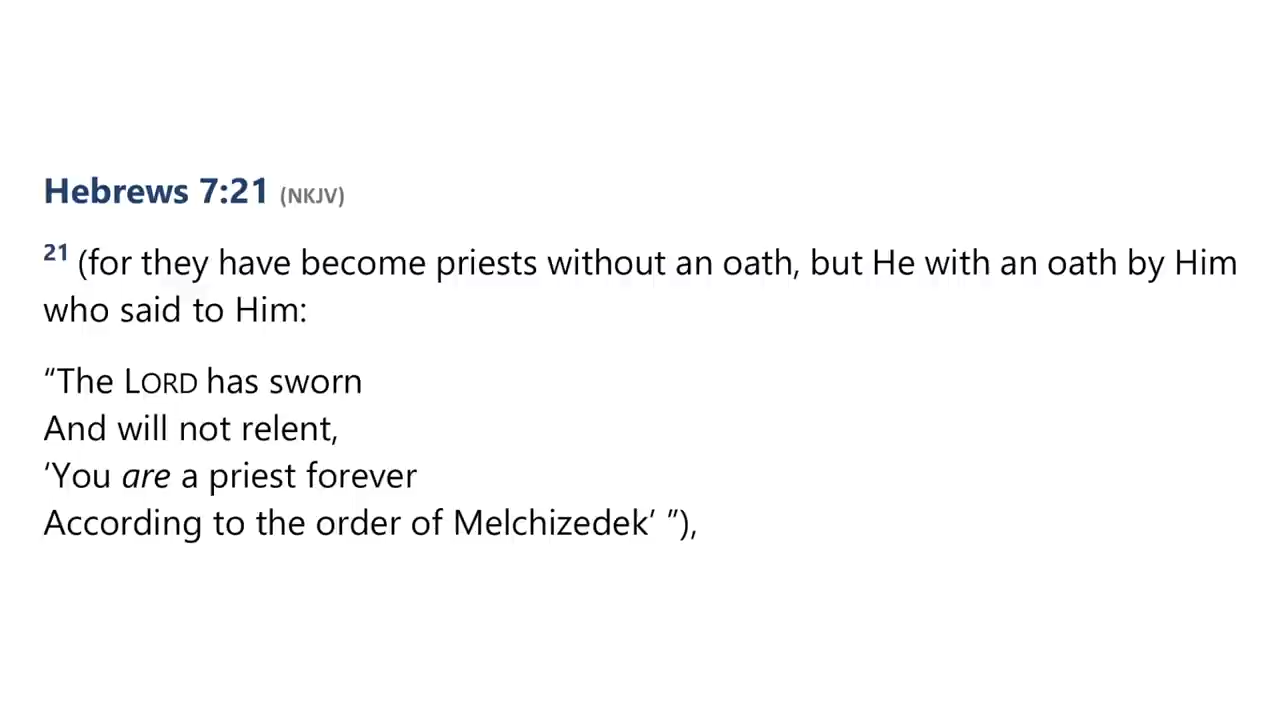 Hebrews 7:21 (NKJV)
21 (for they have become priests without an oath, but He with an oath by Him
who said to Him:
“The LORD has sworn
And will not relent,
‘You are a priest forever
According to the order of Melchizedek’ ”),